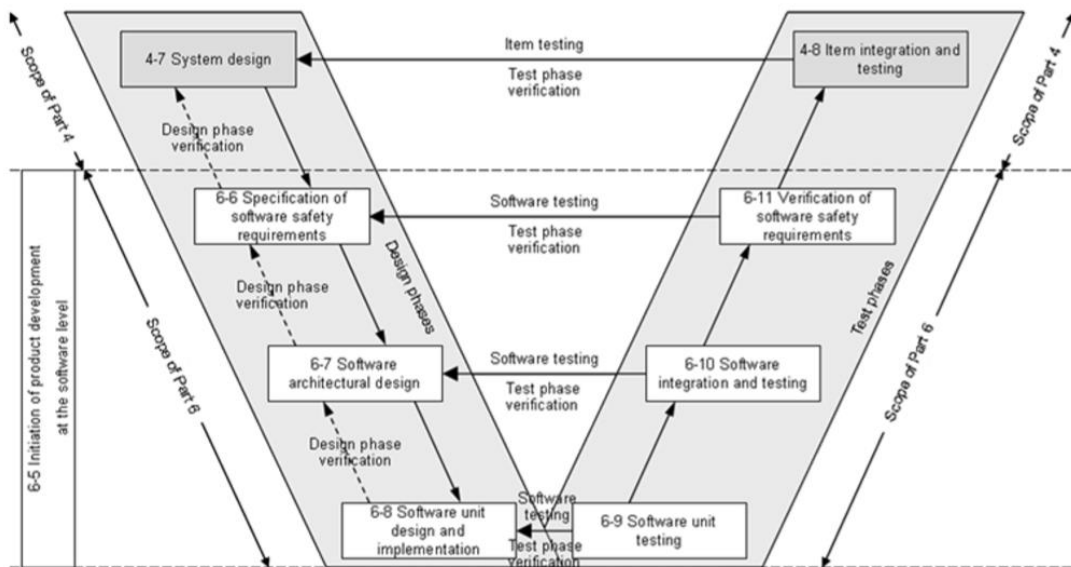 Scope of Part 4
4-7 System design
Item testing
Test phase
verification
4-8 Item integration and
testing
Scope of Part 4
Design phase
verification
6-6 Specification of
software safety
requirements
Software testing
Test phase
verification
6-11 Verification of
software safety
requirements
Design phases
Test phases
Design phase
verification
6-5 Initiation of product development
at the software level
Scope of Part 6
6-7 Software
architectural design
Software testing
Test phase
verification
6-10 Software
integration and testing
Scope of Part 6
Design phase
verification
6-8 Software unit
design and
implementation
Software
testing
Test phase
verification
6-9 Software unit
testing